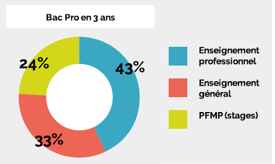 Bac Pro en 3 ans
24%
43%
33%
Enseignement
professionnel
Enseignement
général
PFMP (stages)